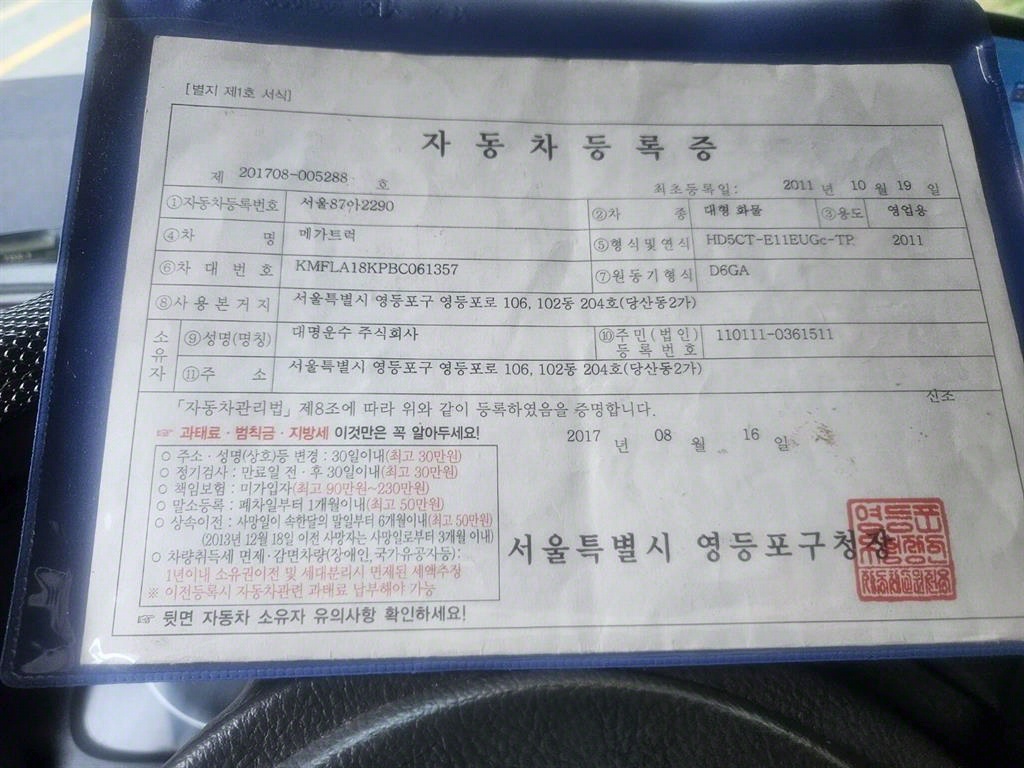 [별지 제1호 서식]
자동차등록증
제 201708-005288 호
최초등록일: 2011 년 10 월 19 일
①자동차등록번호 서울87아2290 ②차 종 대형 화물 ③용도 영업용
④차 명 메가트럭 ⑤형식및연식 HD5CT-E11EUGc-TP 2011
⑥차대번호 KMFLA18KPBC061357 ⑦원동기형식 D6GA
⑧사용본거지 서울특별시 영등포구 영등포로 106, 102동 204호(당산동2가)
소유자 ⑨성명(명칭) 대명운수 주식회사 ⑩주민(법인)등록번호 110111-0361511
⑪주 소 서울특별시 영등포구 영등포로 106, 102동 204호(당산동2가)
신조
「자동차관리법」 제8조에 따라 위와 같이 등록하였음을 증명합니다.
2017 년 08 월 16 일
☞ 과태료·범칙금·지방세 이것만은 꼭 알아두세요!
○ 주소·성명(상호)등 변경 : 30일이내(최고 30만원)
○ 정기검사 : 만료일 전·후 30일이내(최고 30만원)
○ 책임보험 : 미가입자(최고 90만원~230만원)
○ 말소등록 : 폐차일부터 1개월이내(최고 50만원)
○ 상속이전 : 사망일이 속한달의 말일부터 6개월이내(최고 50만원)
(2013년 12월 18일 이전 사망자는 사망일로부터 3개월 이내)
○ 차량취득세 면제·감면차량(장애인, 국가유공자등):
1년이내 소유권이전 및 세대분리시 면제된 세액추장
※ 이전등록시 자동차관련 과태료 납부해야 가능
서울특별시 영등포구청장
☞ 뒷면 자동차 소유자 유의사항 확인하세요!